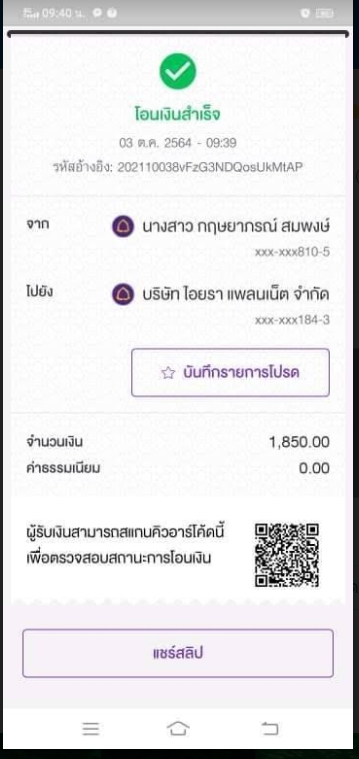 09:40 น.
โอนเงินสำเร็จ
03 ต.ค. 2564 - 09:39
รหัสอ้างอิง: 202110038vFzG3NDQosUkMtAP
จาก
นางสาว กฤษยากรณ์ สมพงษ์
xxx-xxx810-5
ไปยัง
บริษัท ไอยรา แพลนเน็ต จำกัด
xxx-xxx184-3
☆ บันทึกรายการโปรด
จำนวนเงิน 1,850.00
ค่าธรรมเนียม 0.00
ผู้รับเงินสามารถสแกนคิวอาร์โค้ดนี้
เพื่อตรวจสอบสถานะการโอนเงิน
แชร์สลิป